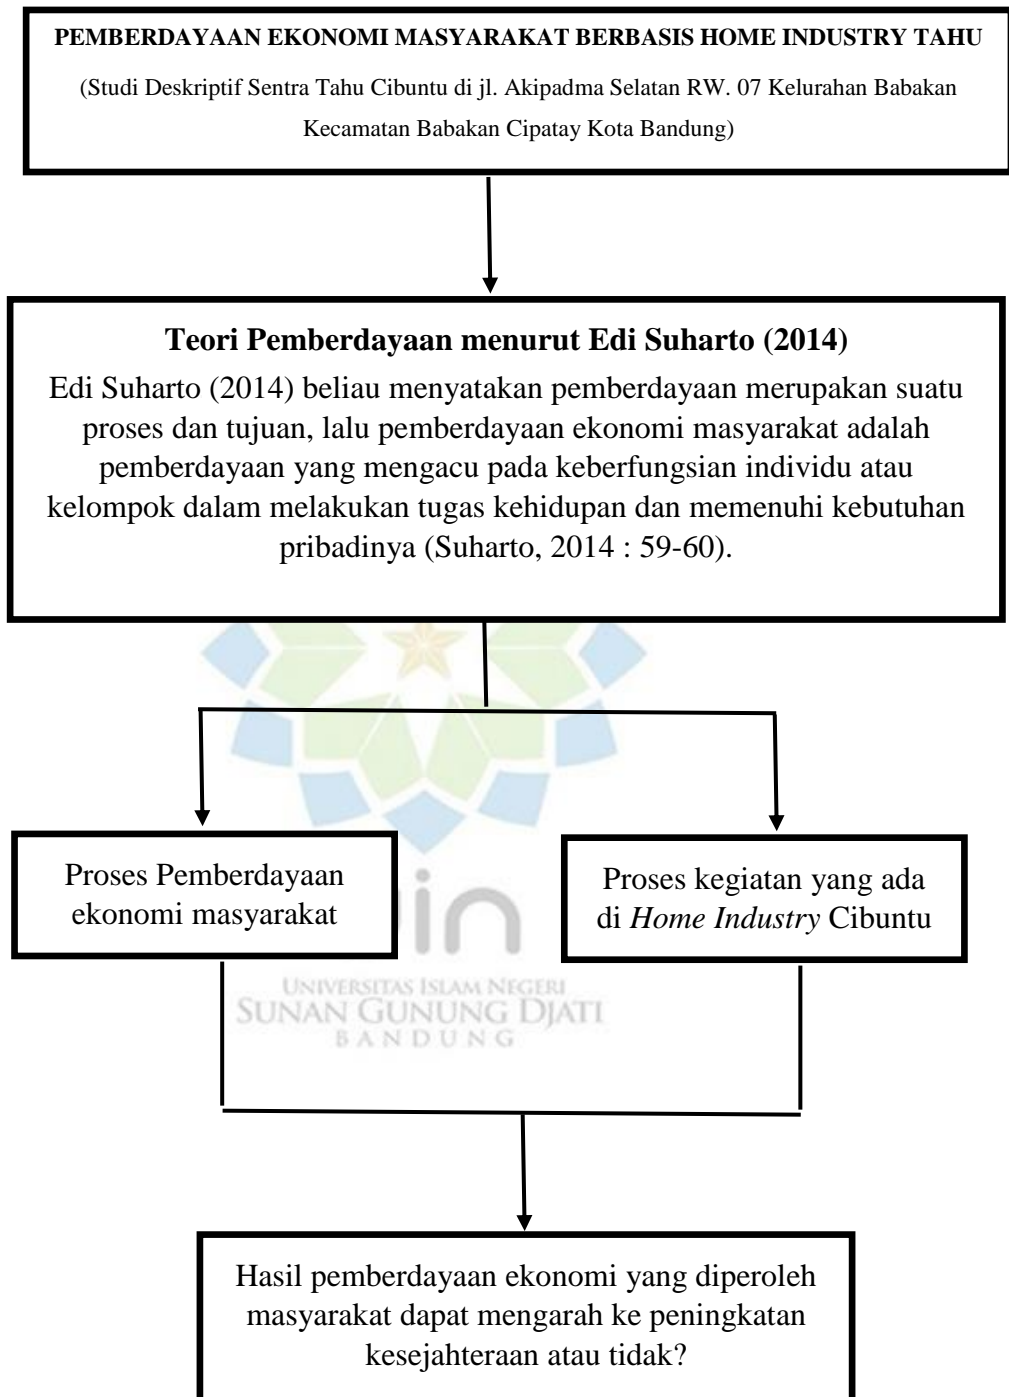 PEMBERDAYAAN EKONOMI MASYARAKAT BERBASIS HOME INDUSTRY TAHU
(Studi Deskriptif Sentra Tahu Cibuntu di jl. Akipadma Selatan RW. 07 Kelurahan Babakan
Kecamatan Babakan Cipatay Kota Bandung)
Teori Pemberdayaan menurut Edi Suharto (2014)
Edi Suharto (2014) beliau menyatakan pemberdayaan merupakan suatu
proses dan tujuan, lalu pemberdayaan ekonomi masyarakat adalah
pemberdayaan yang mengacu pada keberfungsian individu atau
kelompok dalam melakukan tugas kehidupan dan memenuhi kebutuhan
pribadinya (Suharto, 2014 : 59-60).
Proses Pemberdayaan
ekonomi masyarakat
Proses kegiatan yang ada
di Home Industry Cibuntu
UNIVERSITAS ISLAM NEGERI
SUNAN GUNUNG DJATI
BANDUNG
Hasil pemberdayaan ekonomi yang diperoleh
masyarakat dapat mengarah ke peningkatan
kesejahteraan atau tidak?